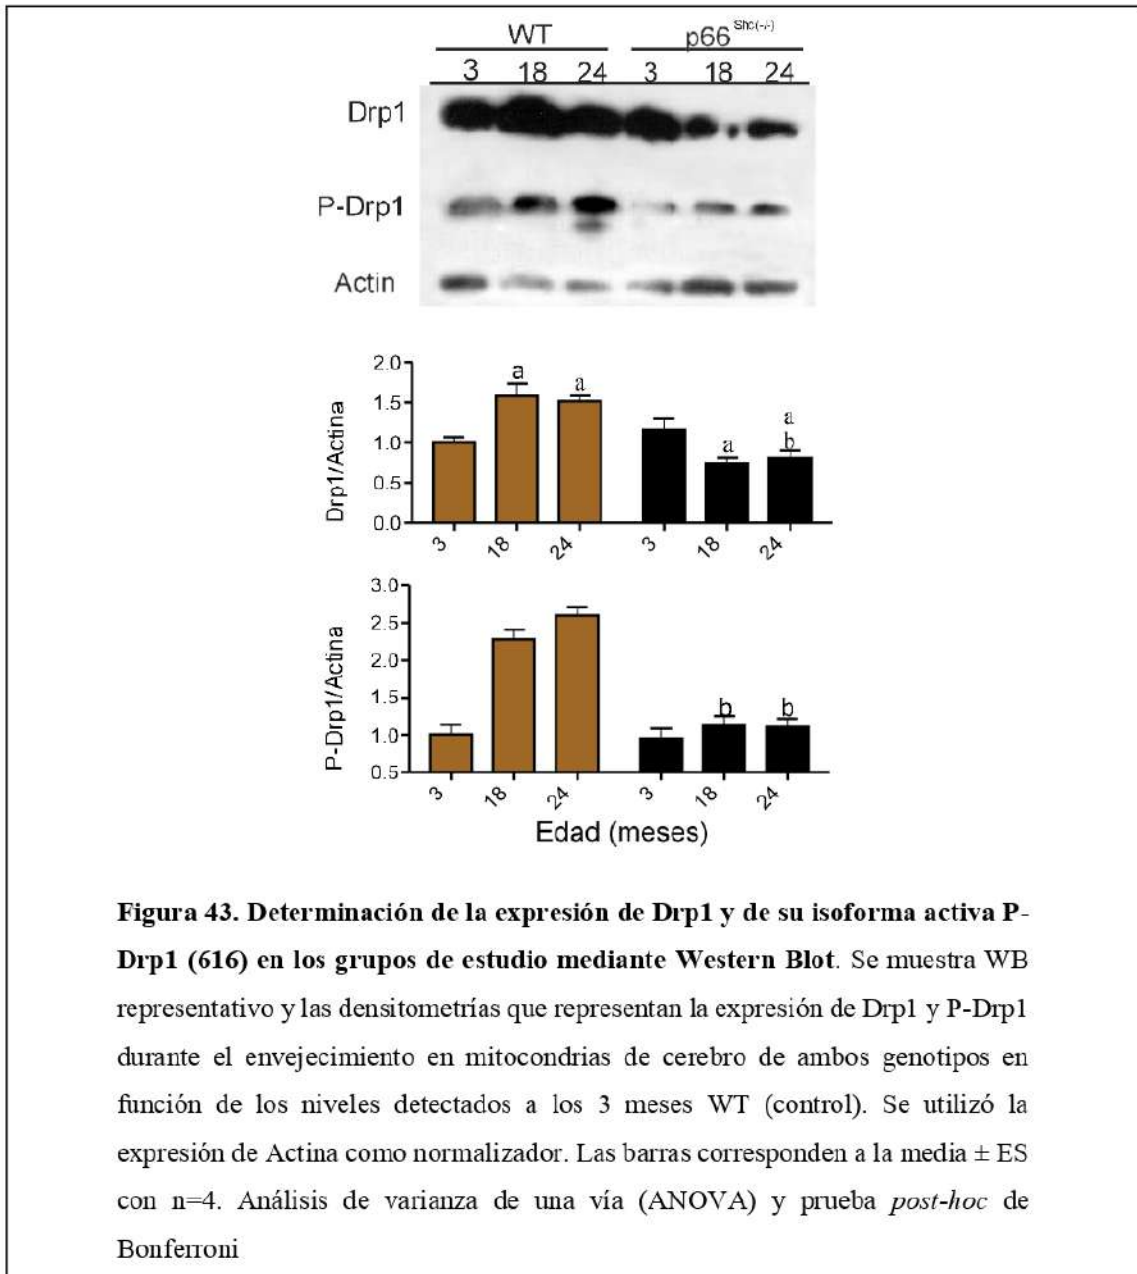 WT p66Shc(-/-)
3 18 24 3 18 24
Drp1
P-Drp1
Actin
2.0
1.5
1.0
0.5
0.0
Drp1/Actina
a a a a
b
3 18 24 3 18 24
3.0
2.5
2.0
1.5
1.0
0.5
P-Drp1/Actina
b b
3 18 24 3 18 24
Edad (meses)
Figura 43. Determinación de la expresión de Drp1 y de su isoforma activa P-
Drp1 (616) en los grupos de estudio mediante Western Blot. Se muestra WB
representativo y las densitometrías que representan la expresión de Drp1 y P-Drp1
durante el envejecimiento en mitocondrias de cerebro de ambos genotipos en
función de los niveles detectados a los 3 meses WT (control). Se utilizó la
expresión de Actina como normalizador. Las barras corresponden a la media ± ES
con n=4. Análisis de varianza de una vía (ANOVA) y prueba post-hoc de
Bonferroni